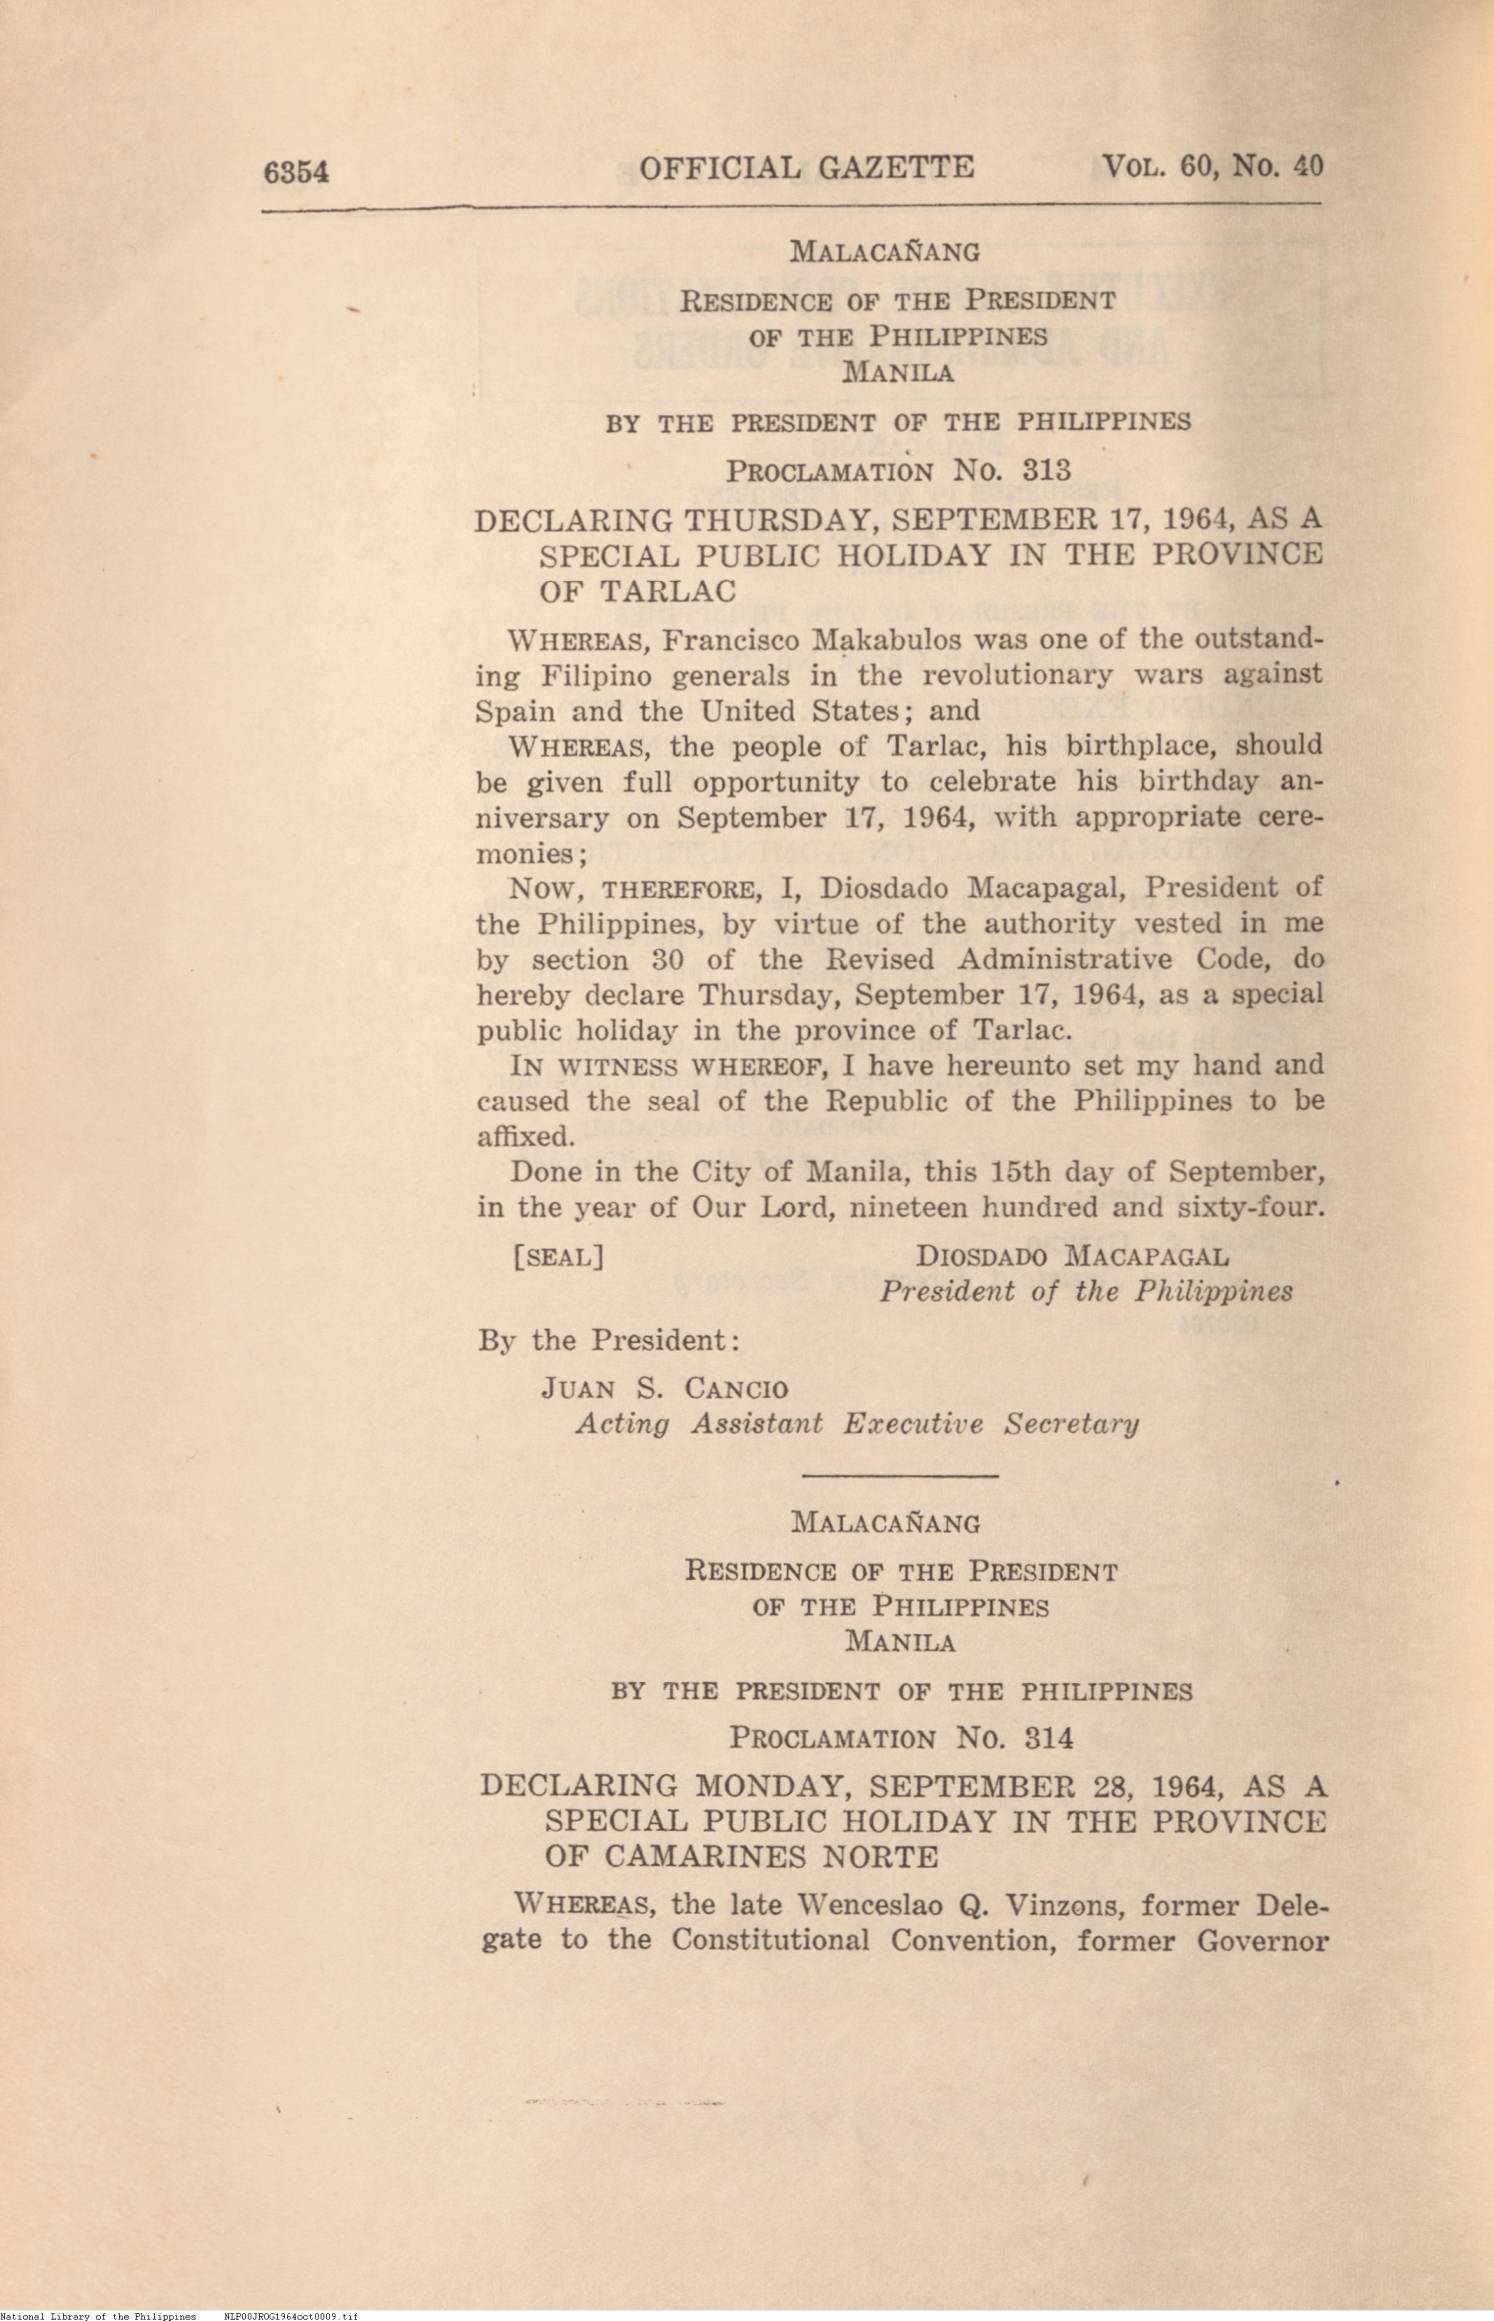 6354 OFFICIAL GAZETTE VOL. 60, No. 40
MALACAÑANG
RESIDENCE OF THE PRESIDENT
OF THE PHILIPPINES
MANILA
BY THE PRESIDENT OF THE PHILIPPINES
PROCLAMATION NO. 313
DECLARING THURSDAY, SEPTEMBER 17, 1964, AS A
SPECIAL PUBLIC HOLIDAY IN THE PROVINCE
OF TARLAC
WHEREAS, Francisco Makabulos was one of the outstand-
ing Filipino generals in the revolutionary wars against
Spain and the United States; and
WHEREAS, the people of Tarlac, his birthplace, should
be given full opportunity to celebrate his birthday an-
niversary on September 17, 1964, with appropriate cere-
monies;
NOW, THEREFORE, I, Diosdado Macapagal, President of
the Philippines, by virtue of the authority vested in me
by section 30 of the Revised Administrative Code, do
hereby declare Thursday, September 17, 1964, as a special
public holiday in the province of Tarlac.
IN WITNESS WHEREOF, I have hereunto set my hand and
caused the seal of the Republic of the Philippines to be
affixed.
Done in the City of Manila, this 15th day of September,
in the year of Our Lord, nineteen hundred and sixty-four.
[SEAL] DIOSDADO MACAPAGAL
President of the Philippines
By the President:
JUAN S. CANCIO
Acting Assistant Executive Secretary
MALACAÑANG
RESIDENCE OF THE PRESIDENT
OF THE PHILIPPINES
MANILA
BY THE PRESIDENT OF THE PHILIPPINES
PROCLAMATION NO. 314
DECLARING MONDAY, SEPTEMBER 28, 1964, AS A
SPECIAL PUBLIC HOLIDAY IN THE PROVINCE
OF CAMARINES NORTE
WHEREAS, the late Wenceslao Q. Vinzons, former Dele-
gate to the Constitutional Convention, former Governor
National Library of the Philippines NLP00JROG1964oct0009.tif